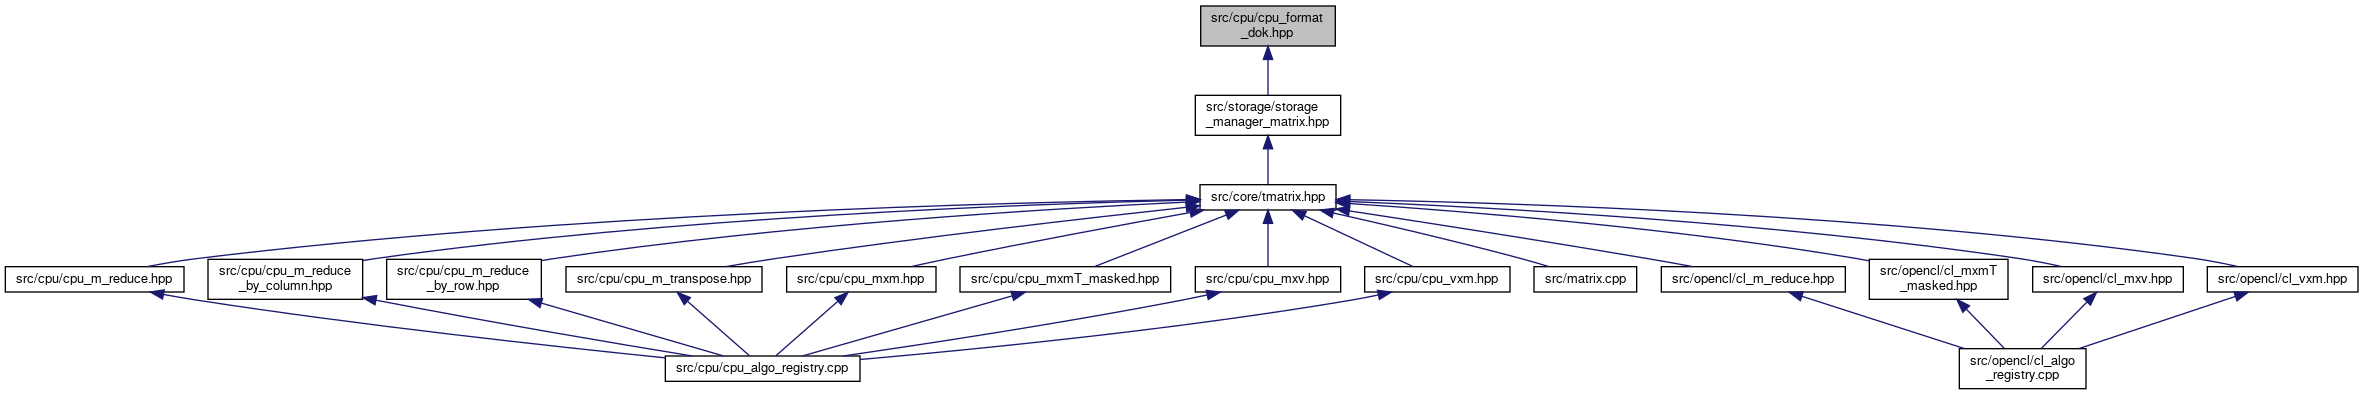 src/cpu/cpu_format
_dok.hpp
src/storage/storage
_manager_matrix.hpp
src/core/tmatrix.hpp
src/cpu/cpu_m_reduce.hpp
src/cpu/cpu_m_reduce
_by_column.hpp
src/cpu/cpu_m_reduce
_by_row.hpp
src/cpu/cpu_m_transpose.hpp
src/cpu/cpu_mxm.hpp
src/cpu/cpu_mxmT_masked.hpp
src/cpu/cpu_mxv.hpp
src/cpu/cpu_vxm.hpp
src/matrix.cpp
src/opencl/cl_m_reduce.hpp
src/opencl/cl_mxmT
_masked.hpp
src/opencl/cl_mxv.hpp
src/opencl/cl_vxm.hpp
src/cpu/cpu_algo_registry.cpp
src/opencl/cl_algo
_registry.cpp